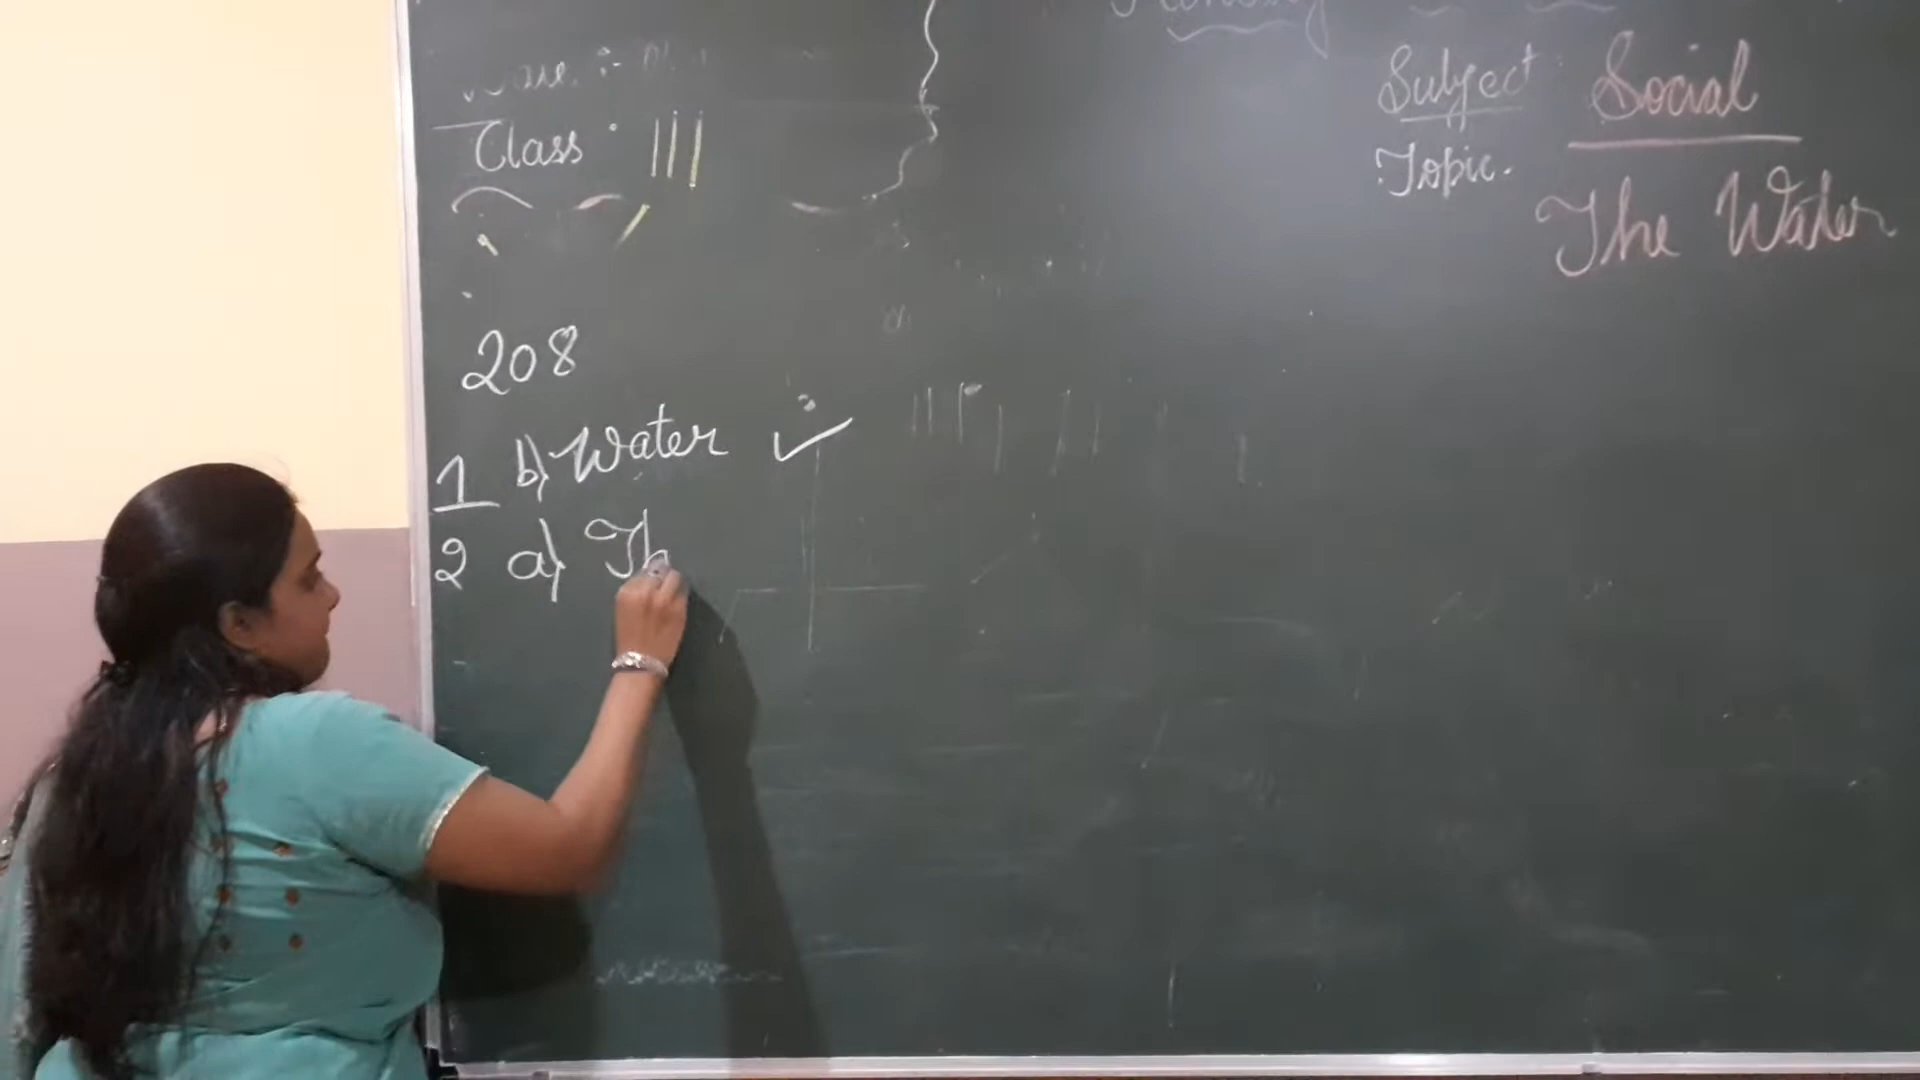 Class : III
Subject : Social
Topic.
The Water
208
1 b) Water ✓
2 a) Th